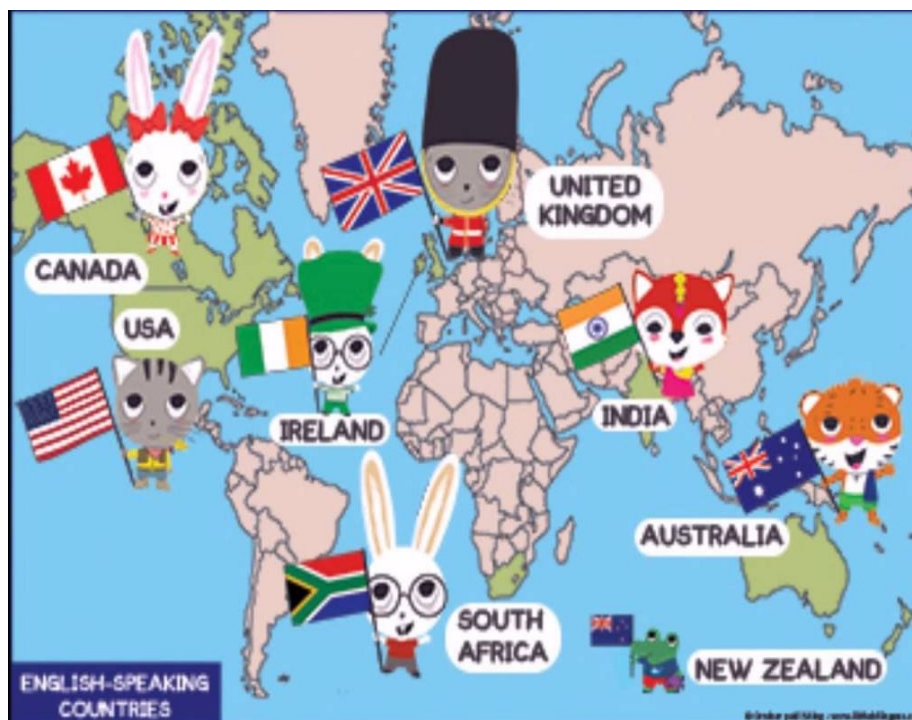 CANADA
USA
UNITED
KINGDOM
IRELAND
INDIA
AUSTRALIA
SOUTH
AFRICA
NEW ZEALAND
ENGLISH-SPEAKING
COUNTRIES